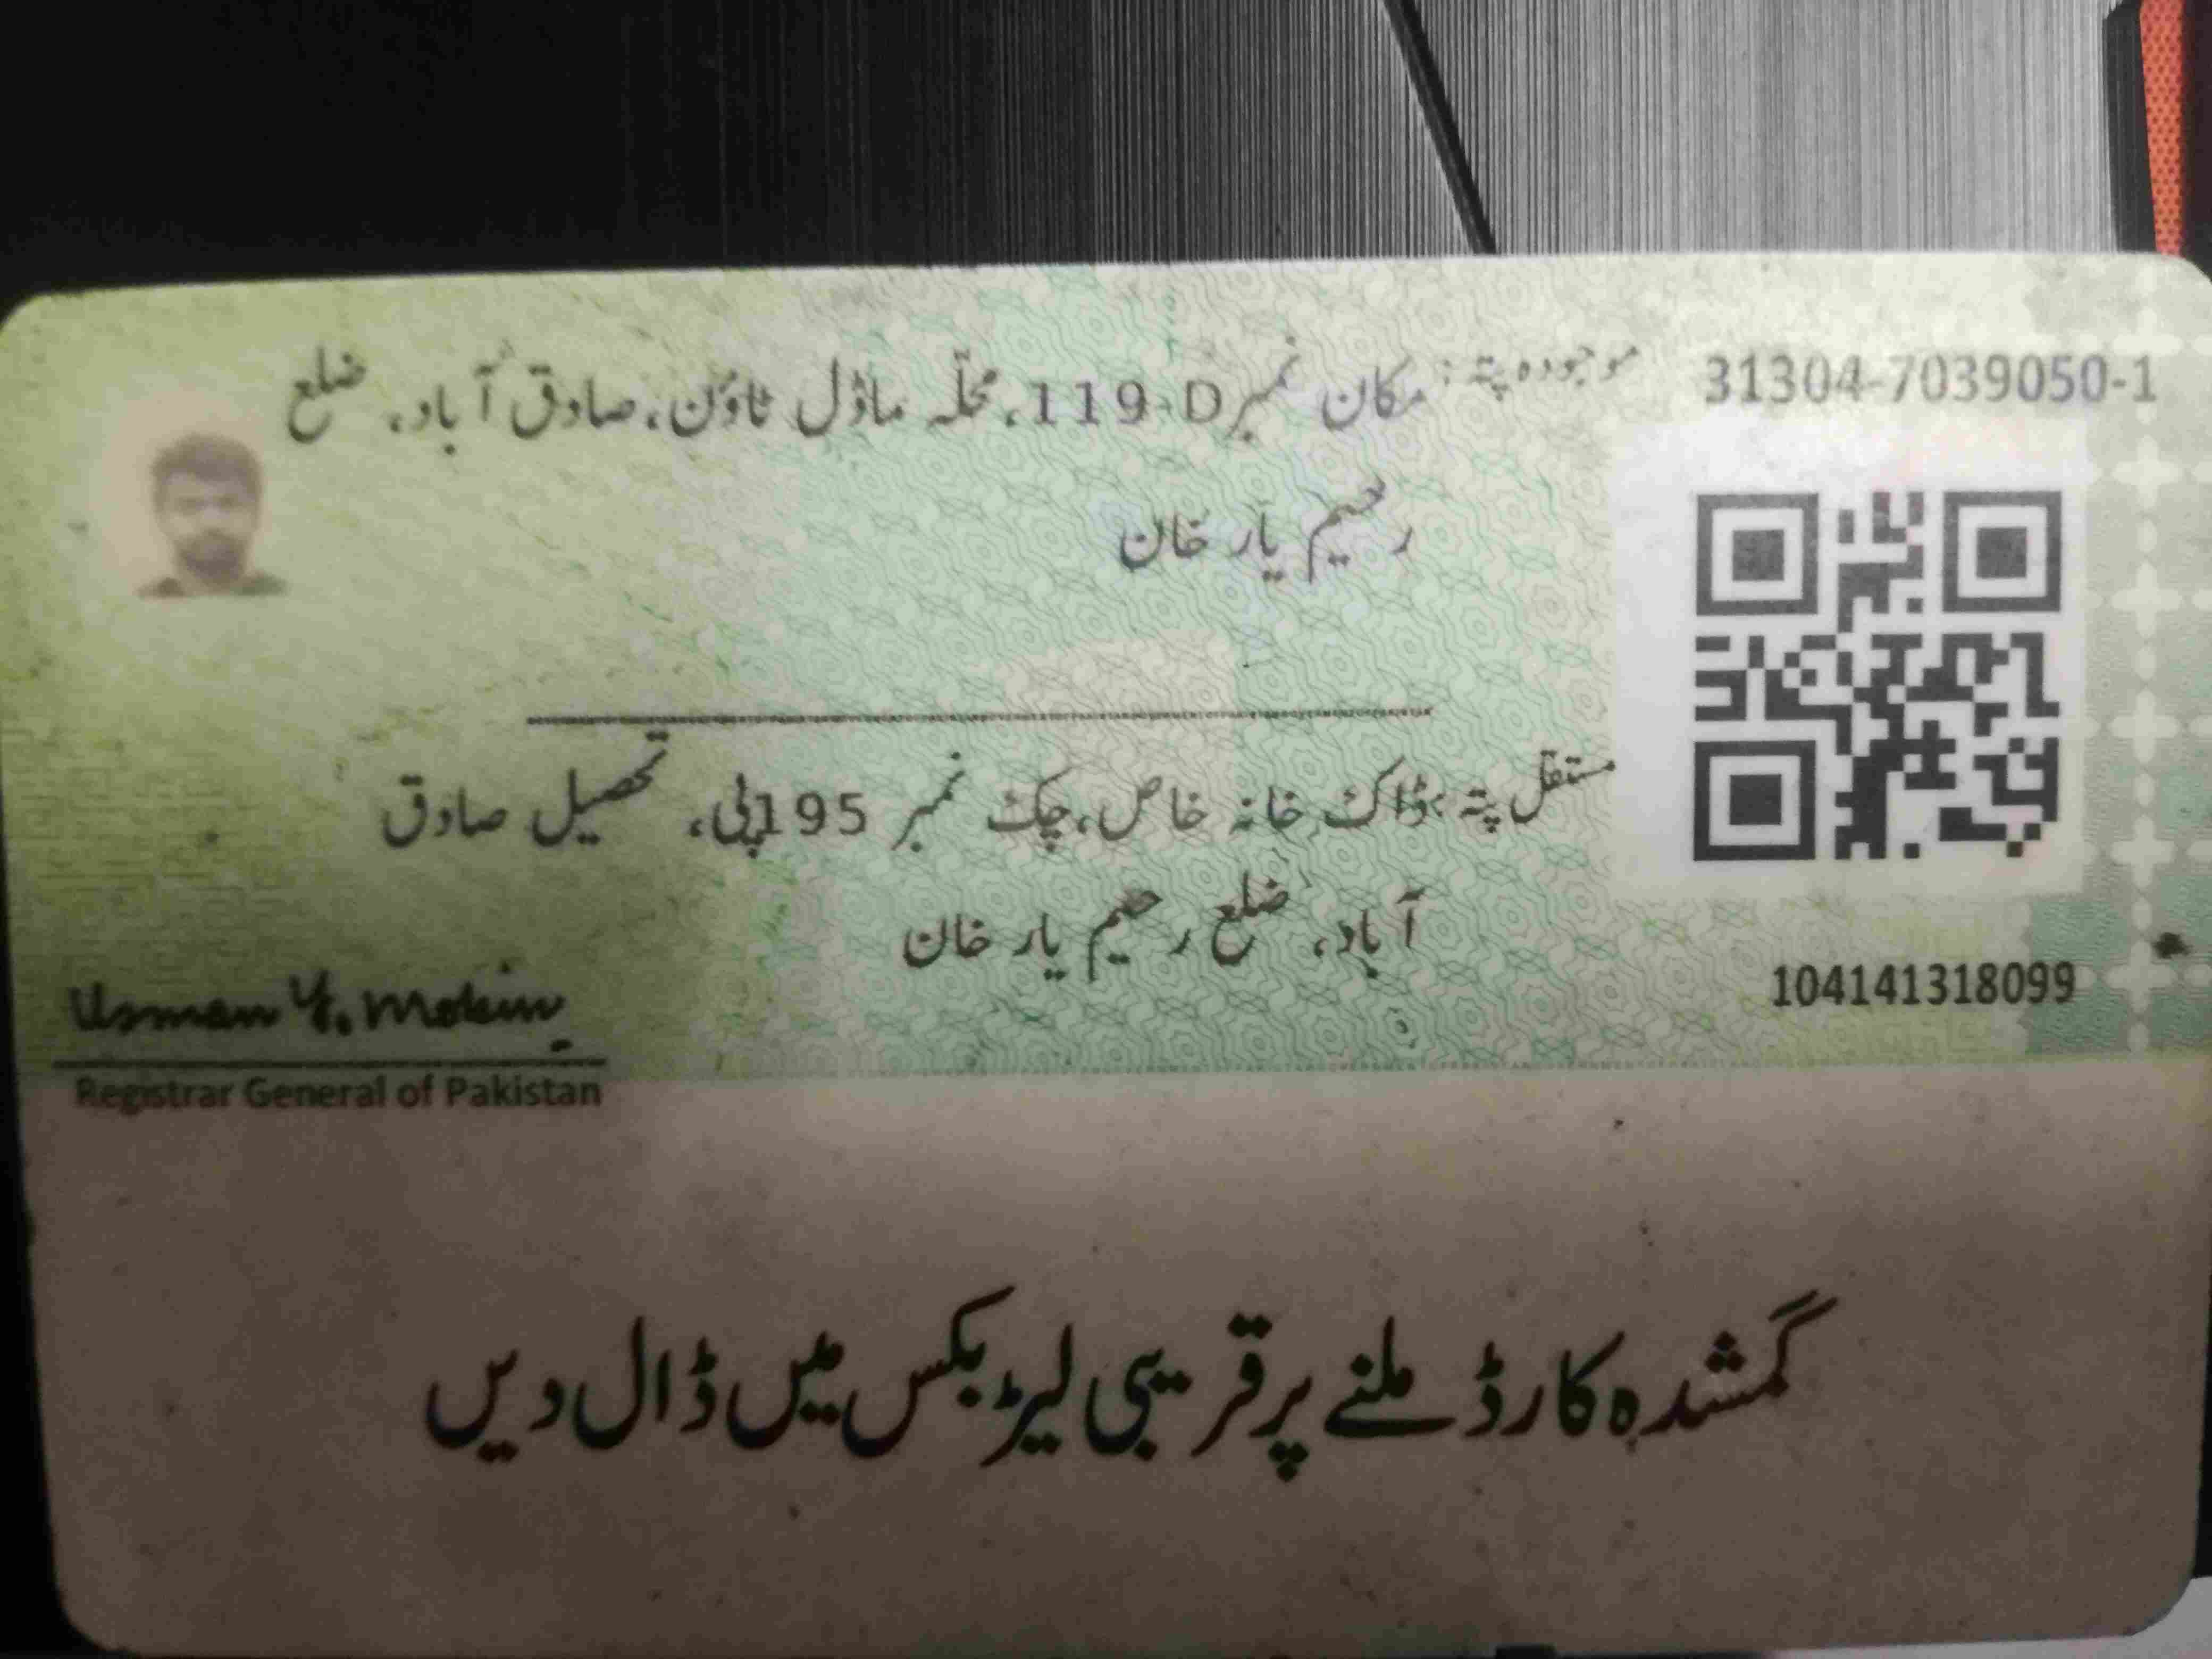 31304-7039050-1
موجودہ پتہ: مکان نمبر 119-D، محلّہ ماڈل ٹاؤن، صادق آباد، ضلع
رحیم یار خان
مستقل پتہ: ڈاک خانہ خاص، چک نمبر 195پی، تحصیل صادق
آباد، ضلع رحیم یار خان
104141318099
Usman Y. Mobin
Registrar General of Pakistan
گمشدہ کارڈ ملنے پر قریبی لیٹر بکس میں ڈال دیں